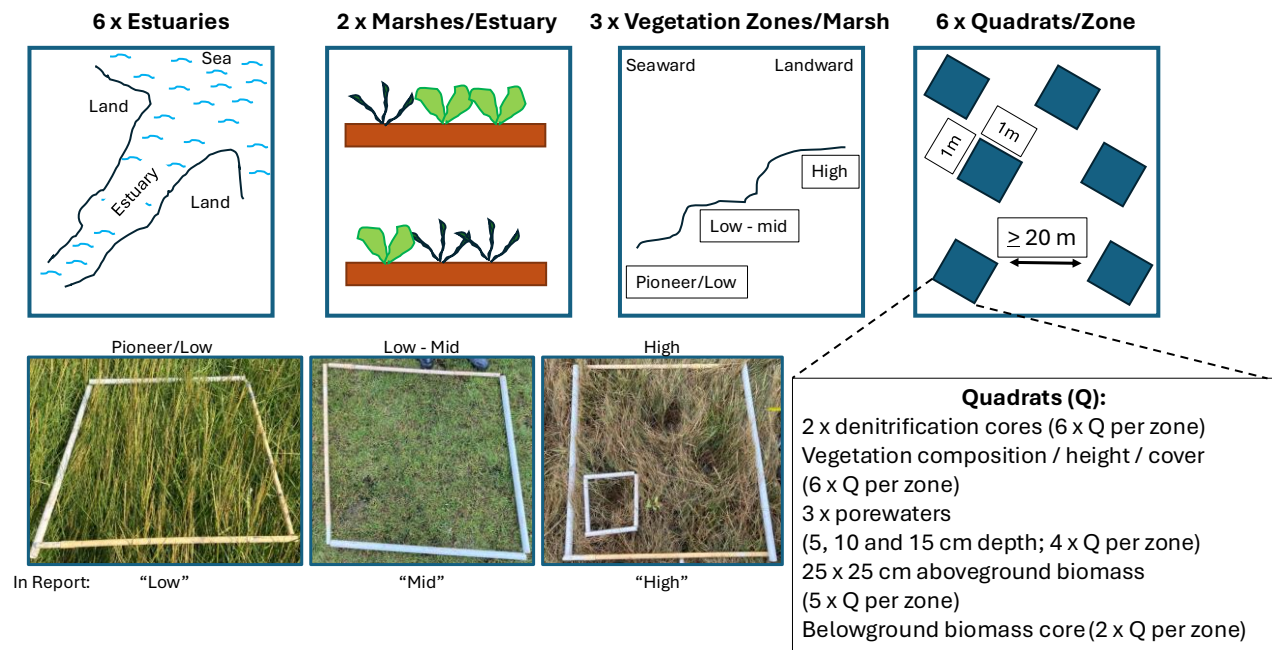 6 x Estuaries
2 x Marshes/Estuary
3 x Vegetation Zones/Marsh
6 x Quadrats/Zone
Sea
Land
Estuary
Land
Seaward
Landward
High
Low - mid
Pioneer/Low
1m
1m
≥ 20 m
Pioneer/Low
Low - Mid
High
In Report:
“Low”
“Mid”
“High”
Quadrats (Q):
2 x denitrification cores (6 x Q per zone)
Vegetation composition / height / cover
(6 x Q per zone)
3 x porewaters
(5, 10 and 15 cm depth; 4 x Q per zone)
25 x 25 cm aboveground biomass
(5 x Q per zone)
Belowground biomass core (2 x Q per zone)